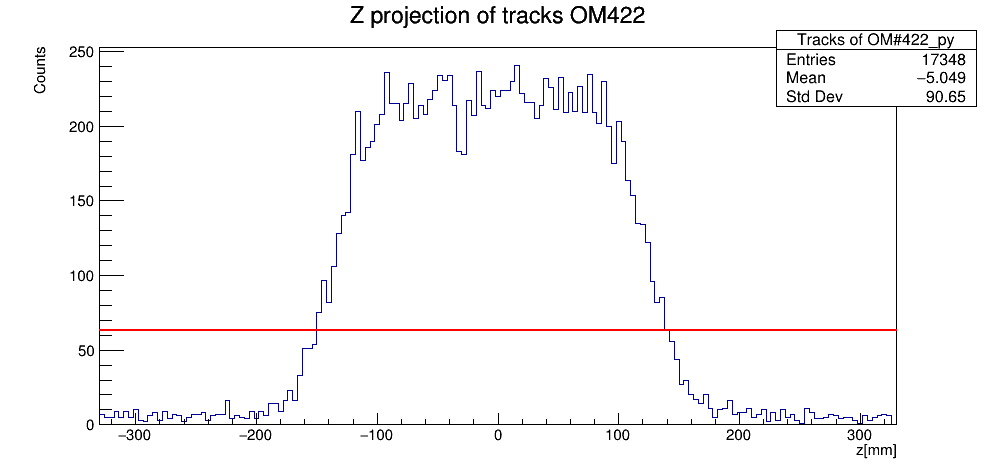 Z projection of tracks OM422
Counts
Tracks of OM#422_py
Entries 17348
Mean −5.049
Std Dev 90.65
250
200
150
100
50
0
−300 −200 −100 0 100 200 300
z[mm]